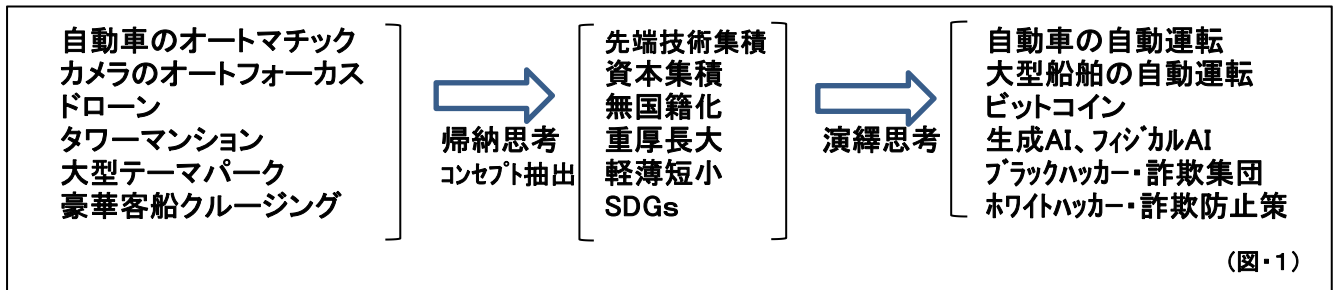 自動車のオートマチック
カメラのオートフォーカス
ドローン
タワーマンション
大型テーマパーク
豪華客船クルージング
帰納思考
コンセプト抽出
先端技術集積
資本集積
無国籍化
重厚長大
軽薄短小
SDGs
演繹思考
自動車の自動運転
大型船舶の自動運転
ビットコイン
生成AI、フィジカルAI
ブラックハッカー・詐欺集団
ホワイトハッカー・詐欺防止策
(図・1)